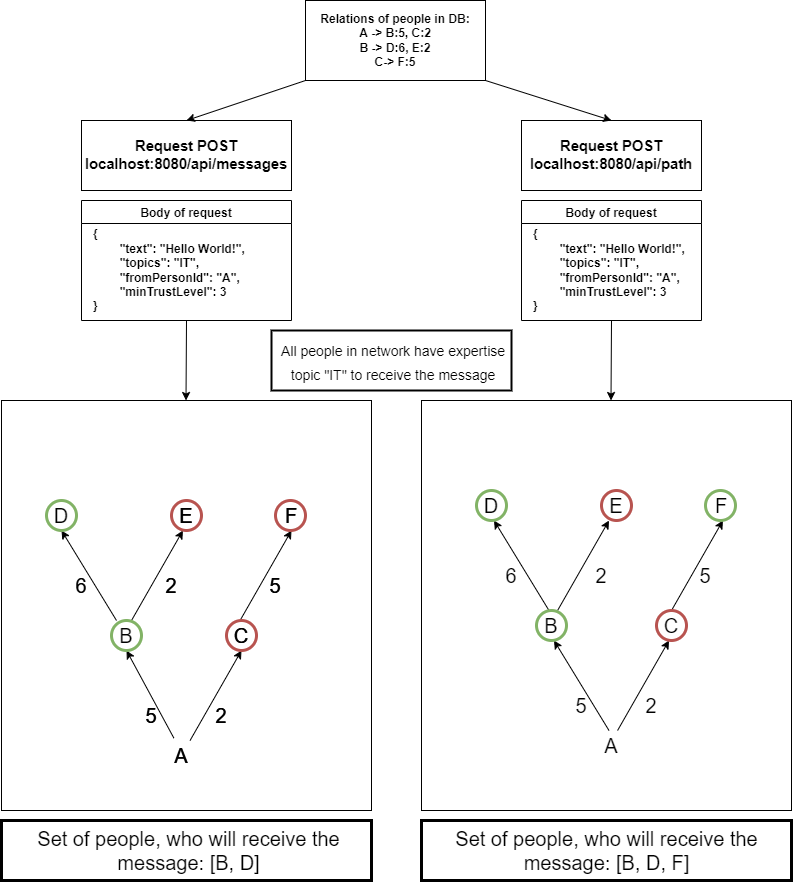 Relations of people in DB:
A -> B:5, C:2
B -> D:6, E:2
C-> F:5
Request POST
localhost:8080/api/messages
Body of request
{
"text": "Hello World!",
"topics": "IT",
"fromPersonId": "A",
"minTrustLevel": 3
}
Request POST
localhost:8080/api/path
Body of request
{
"text": "Hello World!",
"topics": "IT",
"fromPersonId": "A",
"minTrustLevel": 3
}
All people in network have expertise
topic "IT" to receive the message
D
E
F
6
2
5
B
C
5
2
A
Set of people, who will receive the
message: [B, D]
D
E
F
6
2
5
B
C
5
2
A
Set of people, who will receive the
message: [B, D, F]